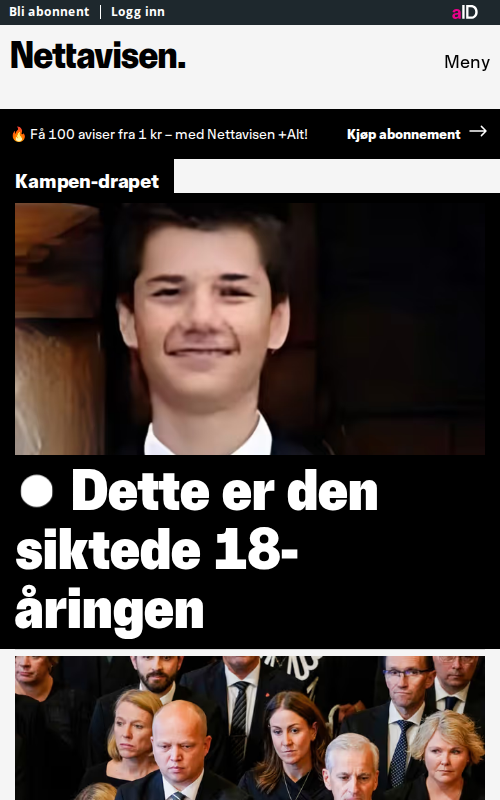 Bli abonnent
Logg inn
aID
Nettavisen.
Meny
🔥 Få 100 aviser fra 1 kr – med Nettavisen +Alt!
Kjøp abonnement →
Kampen-drapet
Dette er den
siktede 18-
åringen